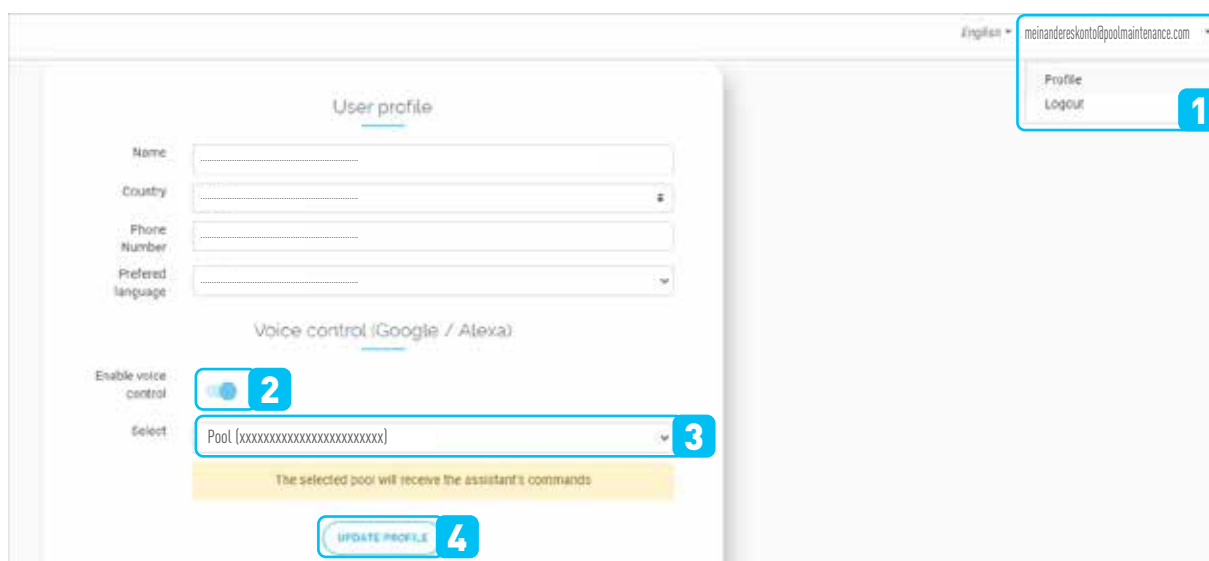 English
meinandereskonto@poolmaintenance.com
Profile
Logout
1
User profile
Name
Country
Phone
Number
Prefered
language
Voice control (Google / Alexa)
Enable voice
control
2
Select
Pool (xxxxxxxxxxxxxxxxxxxxxxxx)
3
The selected pool will receive the assistant's commands
UPDATE PROFILE
4